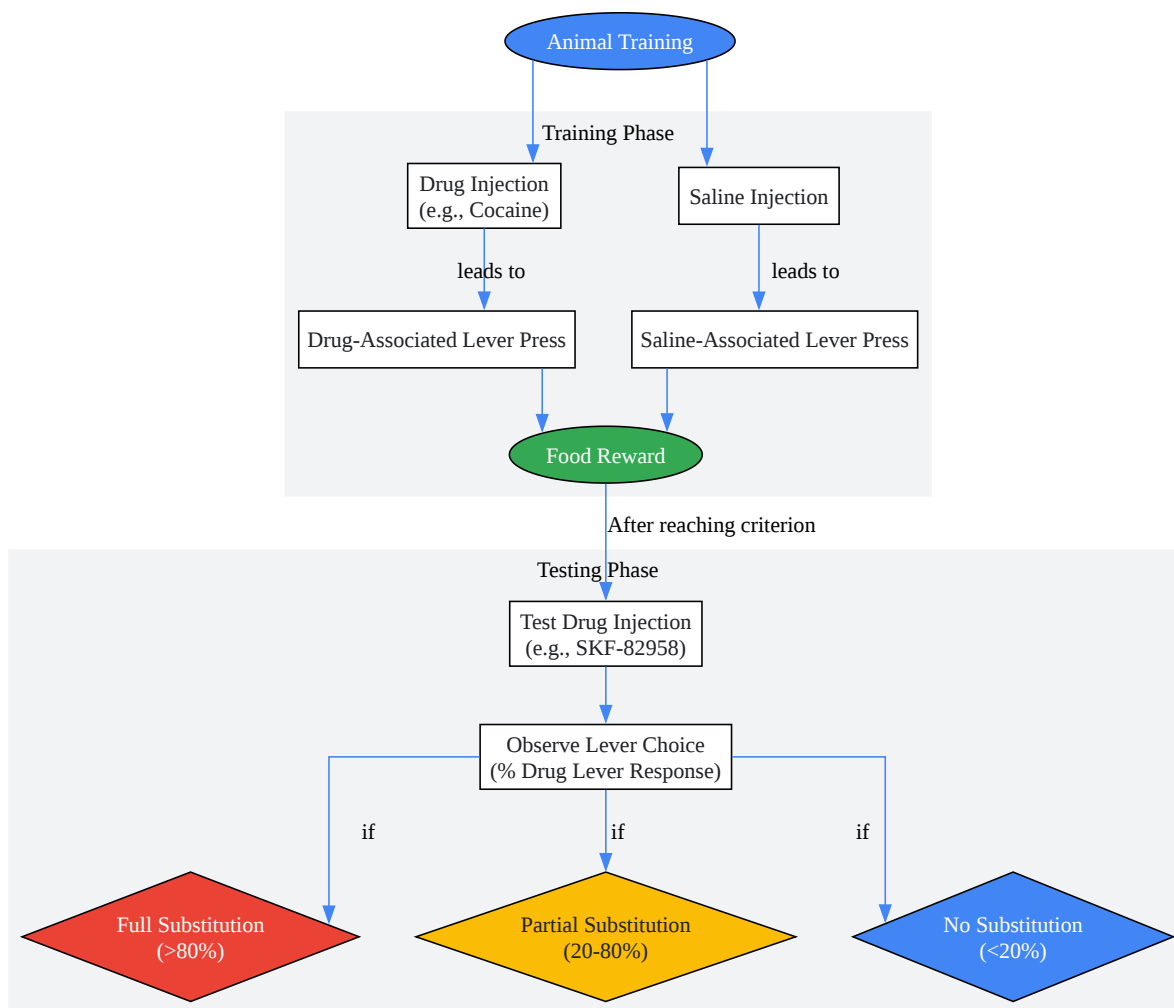 Animal Training
Training Phase
Drug Injection
(e.g., Cocaine)
Saline Injection
leads to
leads to
Drug-Associated Lever Press
Saline-Associated Lever Press
Food Reward
After reaching criterion
Testing Phase
Test Drug Injection
(e.g., SKF-82958)
Observe Lever Choice
(% Drug Lever Response)
if
if
if
Full Substitution
(>80%)
Partial Substitution
(20-80%)
No Substitution
(<20%)